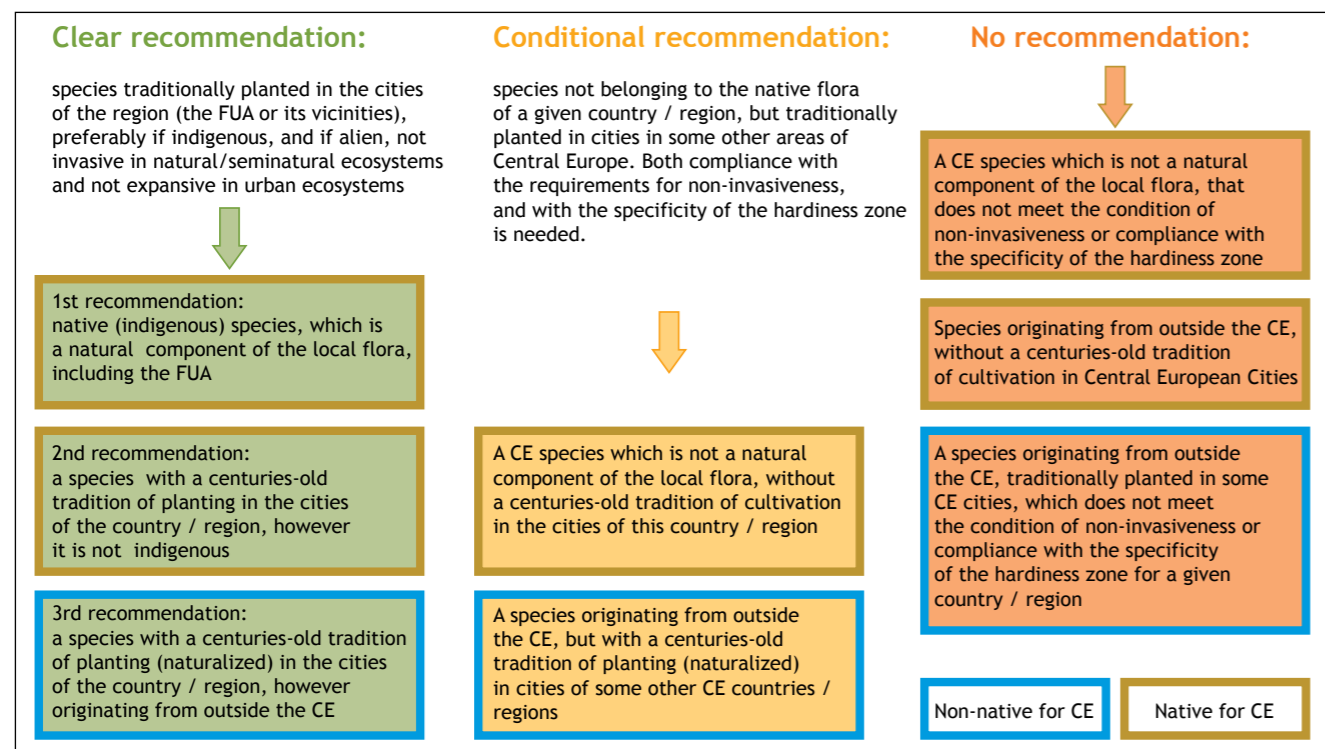 Clear recommendation:
species traditionally planted in the cities
of the region (the FUA or its vicinities),
preferably if indigenous, and if alien, not
invasive in natural/seminatural ecosystems
and not expansive in urban ecosystems
1st recommendation:
native (indigenous) species, which is
a natural component of the local flora,
including the FUA
2nd recommendation:
a species with a centuries-old
tradition of planting in the cities
of the country / region, however
it is not indigenous
3rd recommendation:
a species with a centuries-old tradition
of planting (naturalized) in the cities
of the country / region, however
originating from outside the CE
Conditional recommendation:
species not belonging to the native flora
of a given country / region, but traditionally
planted in cities in some other areas of
Central Europe. Both compliance with
the requirements for non-invasiveness,
and with the specificity of the hardiness zone
is needed.
A CE species which is not a natural
component of the local flora, without
a centuries-old tradition of cultivation
in the cities of this country / region
A species originating from outside
the CE, but with a centuries-old
tradition of planting (naturalized)
in cities of some other CE countries /
regions
No recommendation:
A CE species which is not a natural
component of the local flora, that
does not meet the condition of
non-invasiveness or compliance with
the specificity of the hardiness zone
Species originating from outside the CE,
without a centuries-old tradition
of cultivation in Central European Cities
A species originating from outside
the CE, traditionally planted in some
CE cities, which does not meet
the condition of non-invasiveness or
compliance with the specificity
of the hardiness zone for a given
country / region
Non-native for CE
Native for CE